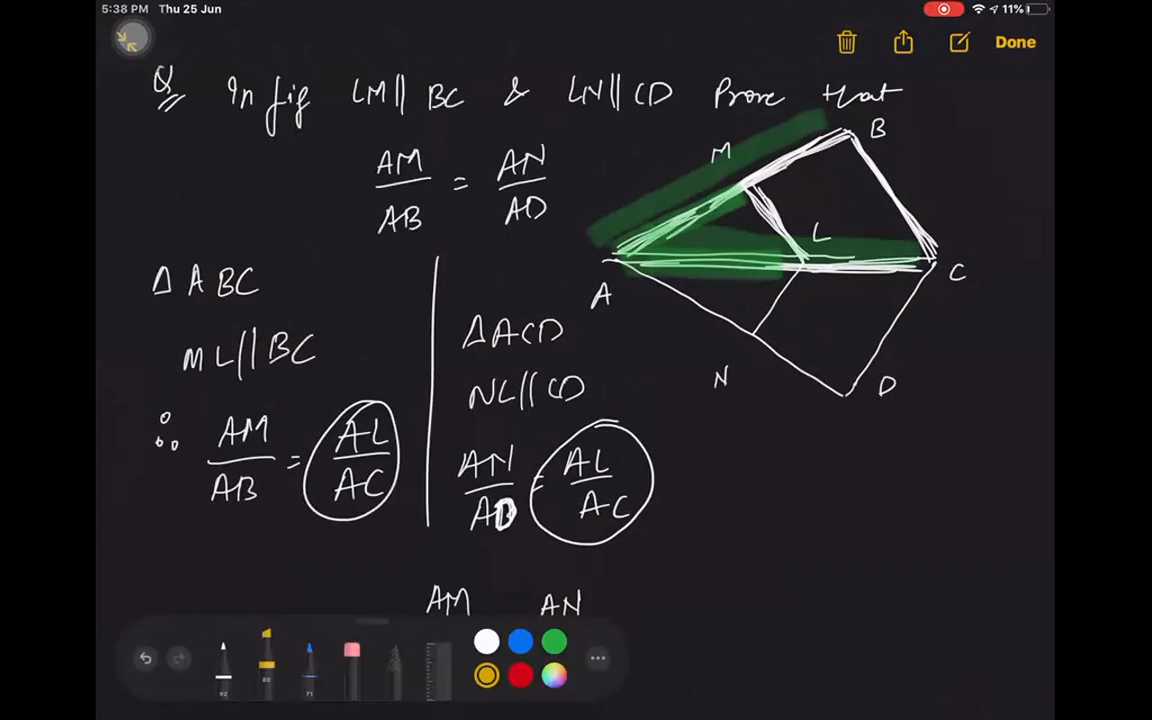 5:38 PM Thu 25 Jun
11%
Done
Q In fig LM || BC & LN || CD Prove that
AM/AB = AN/AD
B
M
L
C
A
N
D
Δ ABC
ML || BC
∴ AM/AB = AL/AC
Δ ACD
NL || CD
AN/AD = AL/AC
AM AN